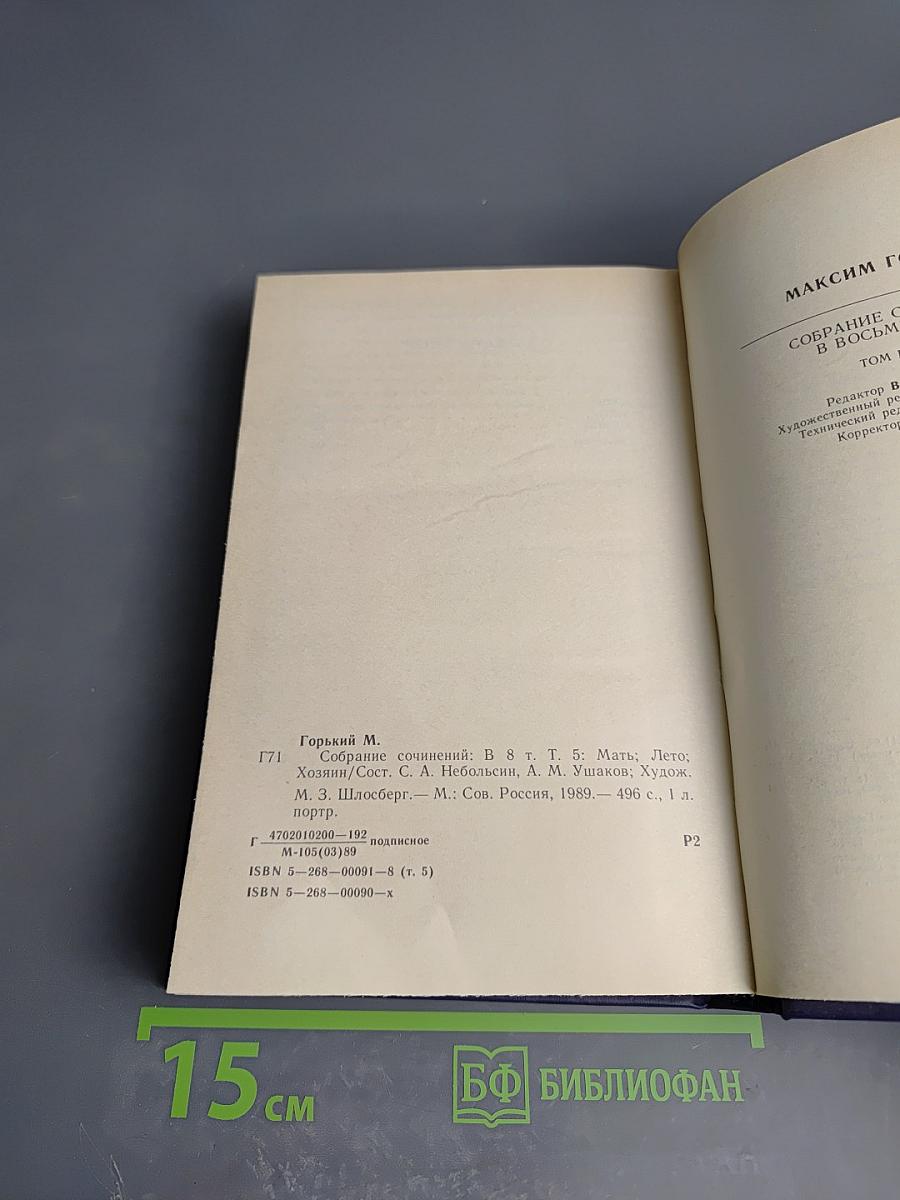 Горький М.
Г71 Собрание сочинений: В 8 т. Т. 5: Мать; Лето;
Хозяин/Сост. С. А. Небольсин, А. М. Ушаков; Худож.
М. З. Шлосберг.— М.: Сов. Россия, 1989.— 496 с., 1 л.
портр.
Г 4702010200—192 подписное Р2
М-105(03)89
ISBN 5—268—00091—8 (т. 5)
ISBN 5—268—00090—х
МАКСИМ
СОБРАНИЕ
В ВОСЬМ
ТОМ
Редактор
Художественный ре
Технический ред
Корректор
15 см
БФ БИБЛИОФАН